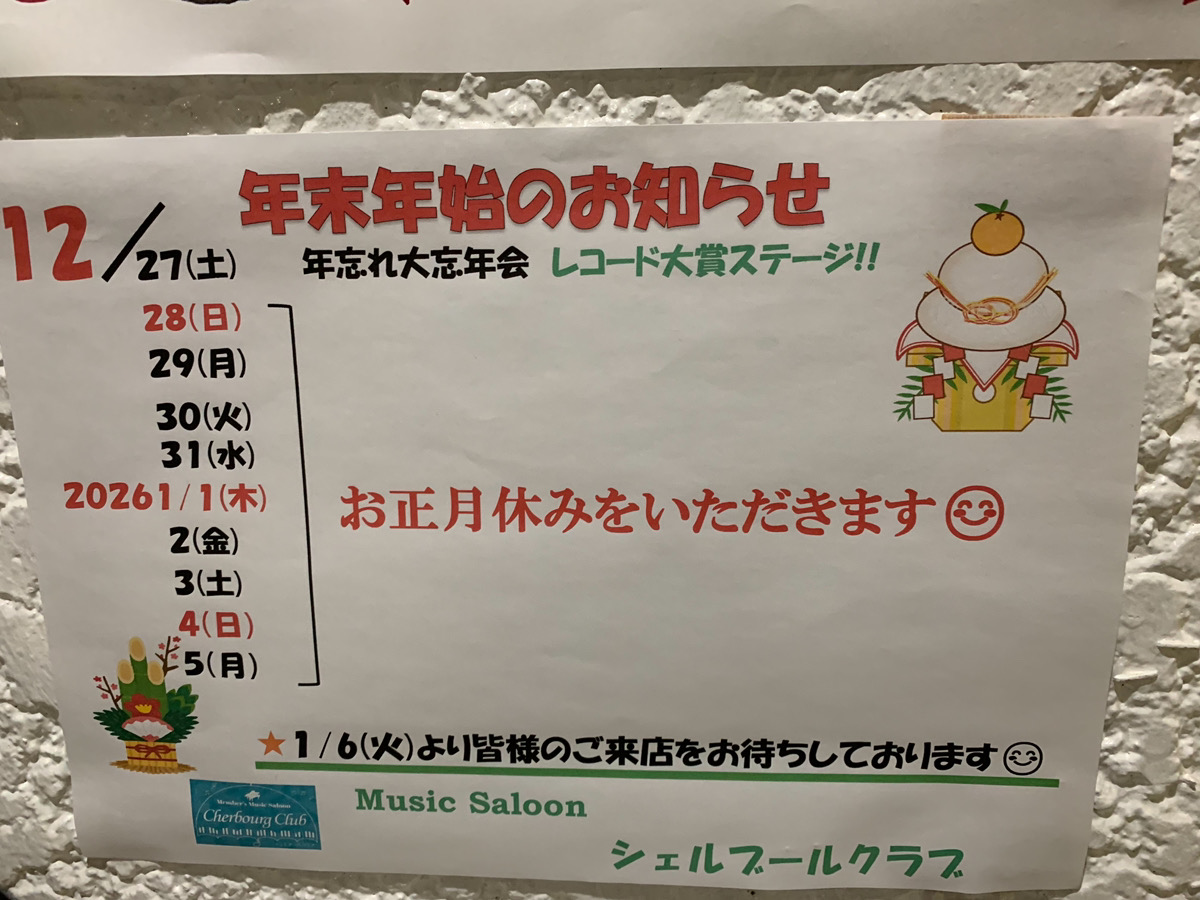 年末年始のお知らせ
12/27(土) 年忘れ大忘年会 レコード大賞ステージ!!
28(日)
29(月)
30(火)
31(水)
20261/1(木) お正月休みをいただきます😊
2(金)
3(土)
4(日)
5(月)
★1/6(火)より皆様のご来店をお待ちしております😊
Member's Music Saloon
Cherbourg Club
Music Saloon
シェルブールクラブ